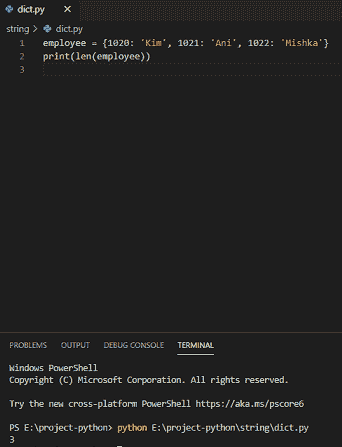 dict.py ×
string > dict.py
1 employee = {1020: 'Kim', 1021: 'Ani', 1022: 'Mishka'}
2 print(len(employee))
3
PROBLEMS OUTPUT DEBUG CONSOLE TERMINAL
Windows PowerShell
Copyright (C) Microsoft Corporation. All rights reserved.
Try the new cross-platform PowerShell https://aka.ms/pscore6
PS E:\project-python> python E:\project-python\string\dict.py
3